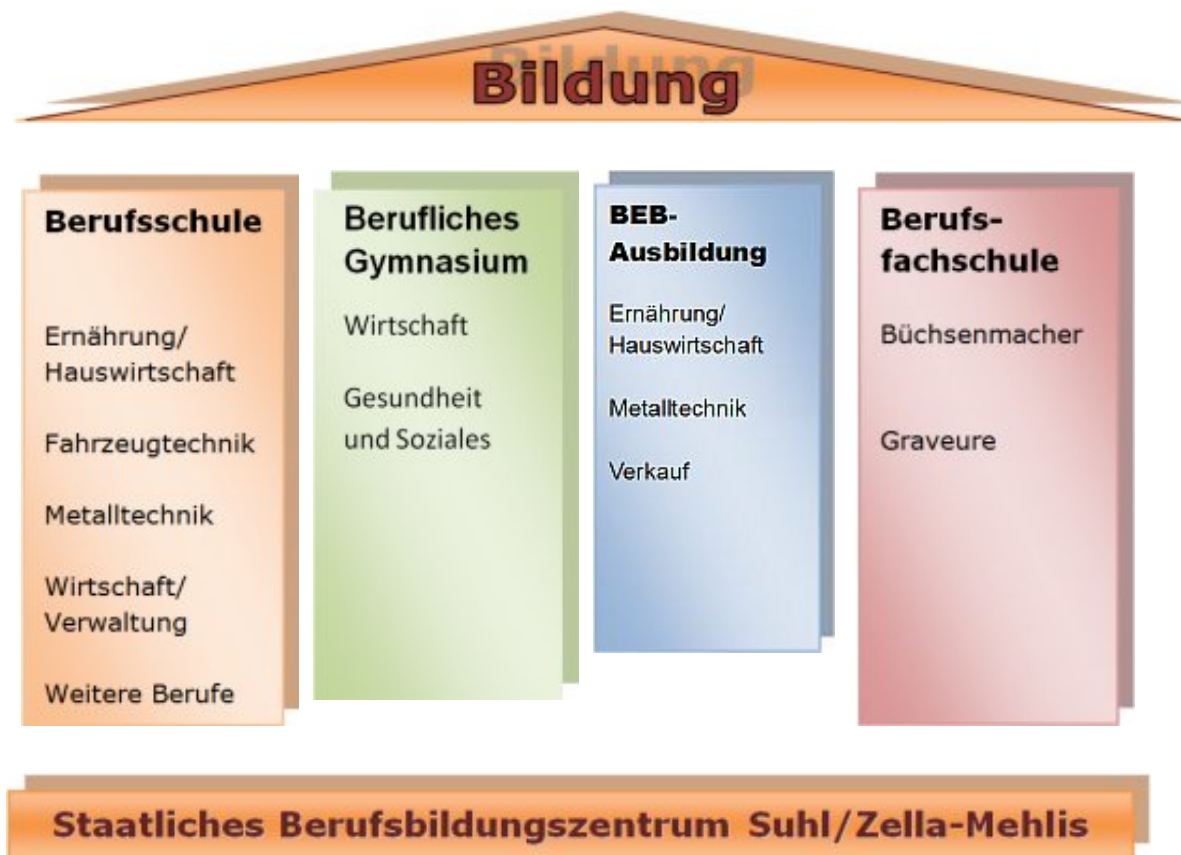 Bildung
Berufsschule
Ernährung/
Hauswirtschaft
Fahrzeugtechnik
Metalltechnik
Wirtschaft/
Verwaltung
Weitere Berufe
Berufliches
Gymnasium
Wirtschaft
Gesundheit
und Soziales
BEB-
Ausbildung
Ernährung/
Hauswirtschaft
Metalltechnik
Verkauf
Berufs-
fachschule
Büchsenmacher
Graveure
Staatliches Berufsbildungszentrum Suhl/Zella-Mehlis